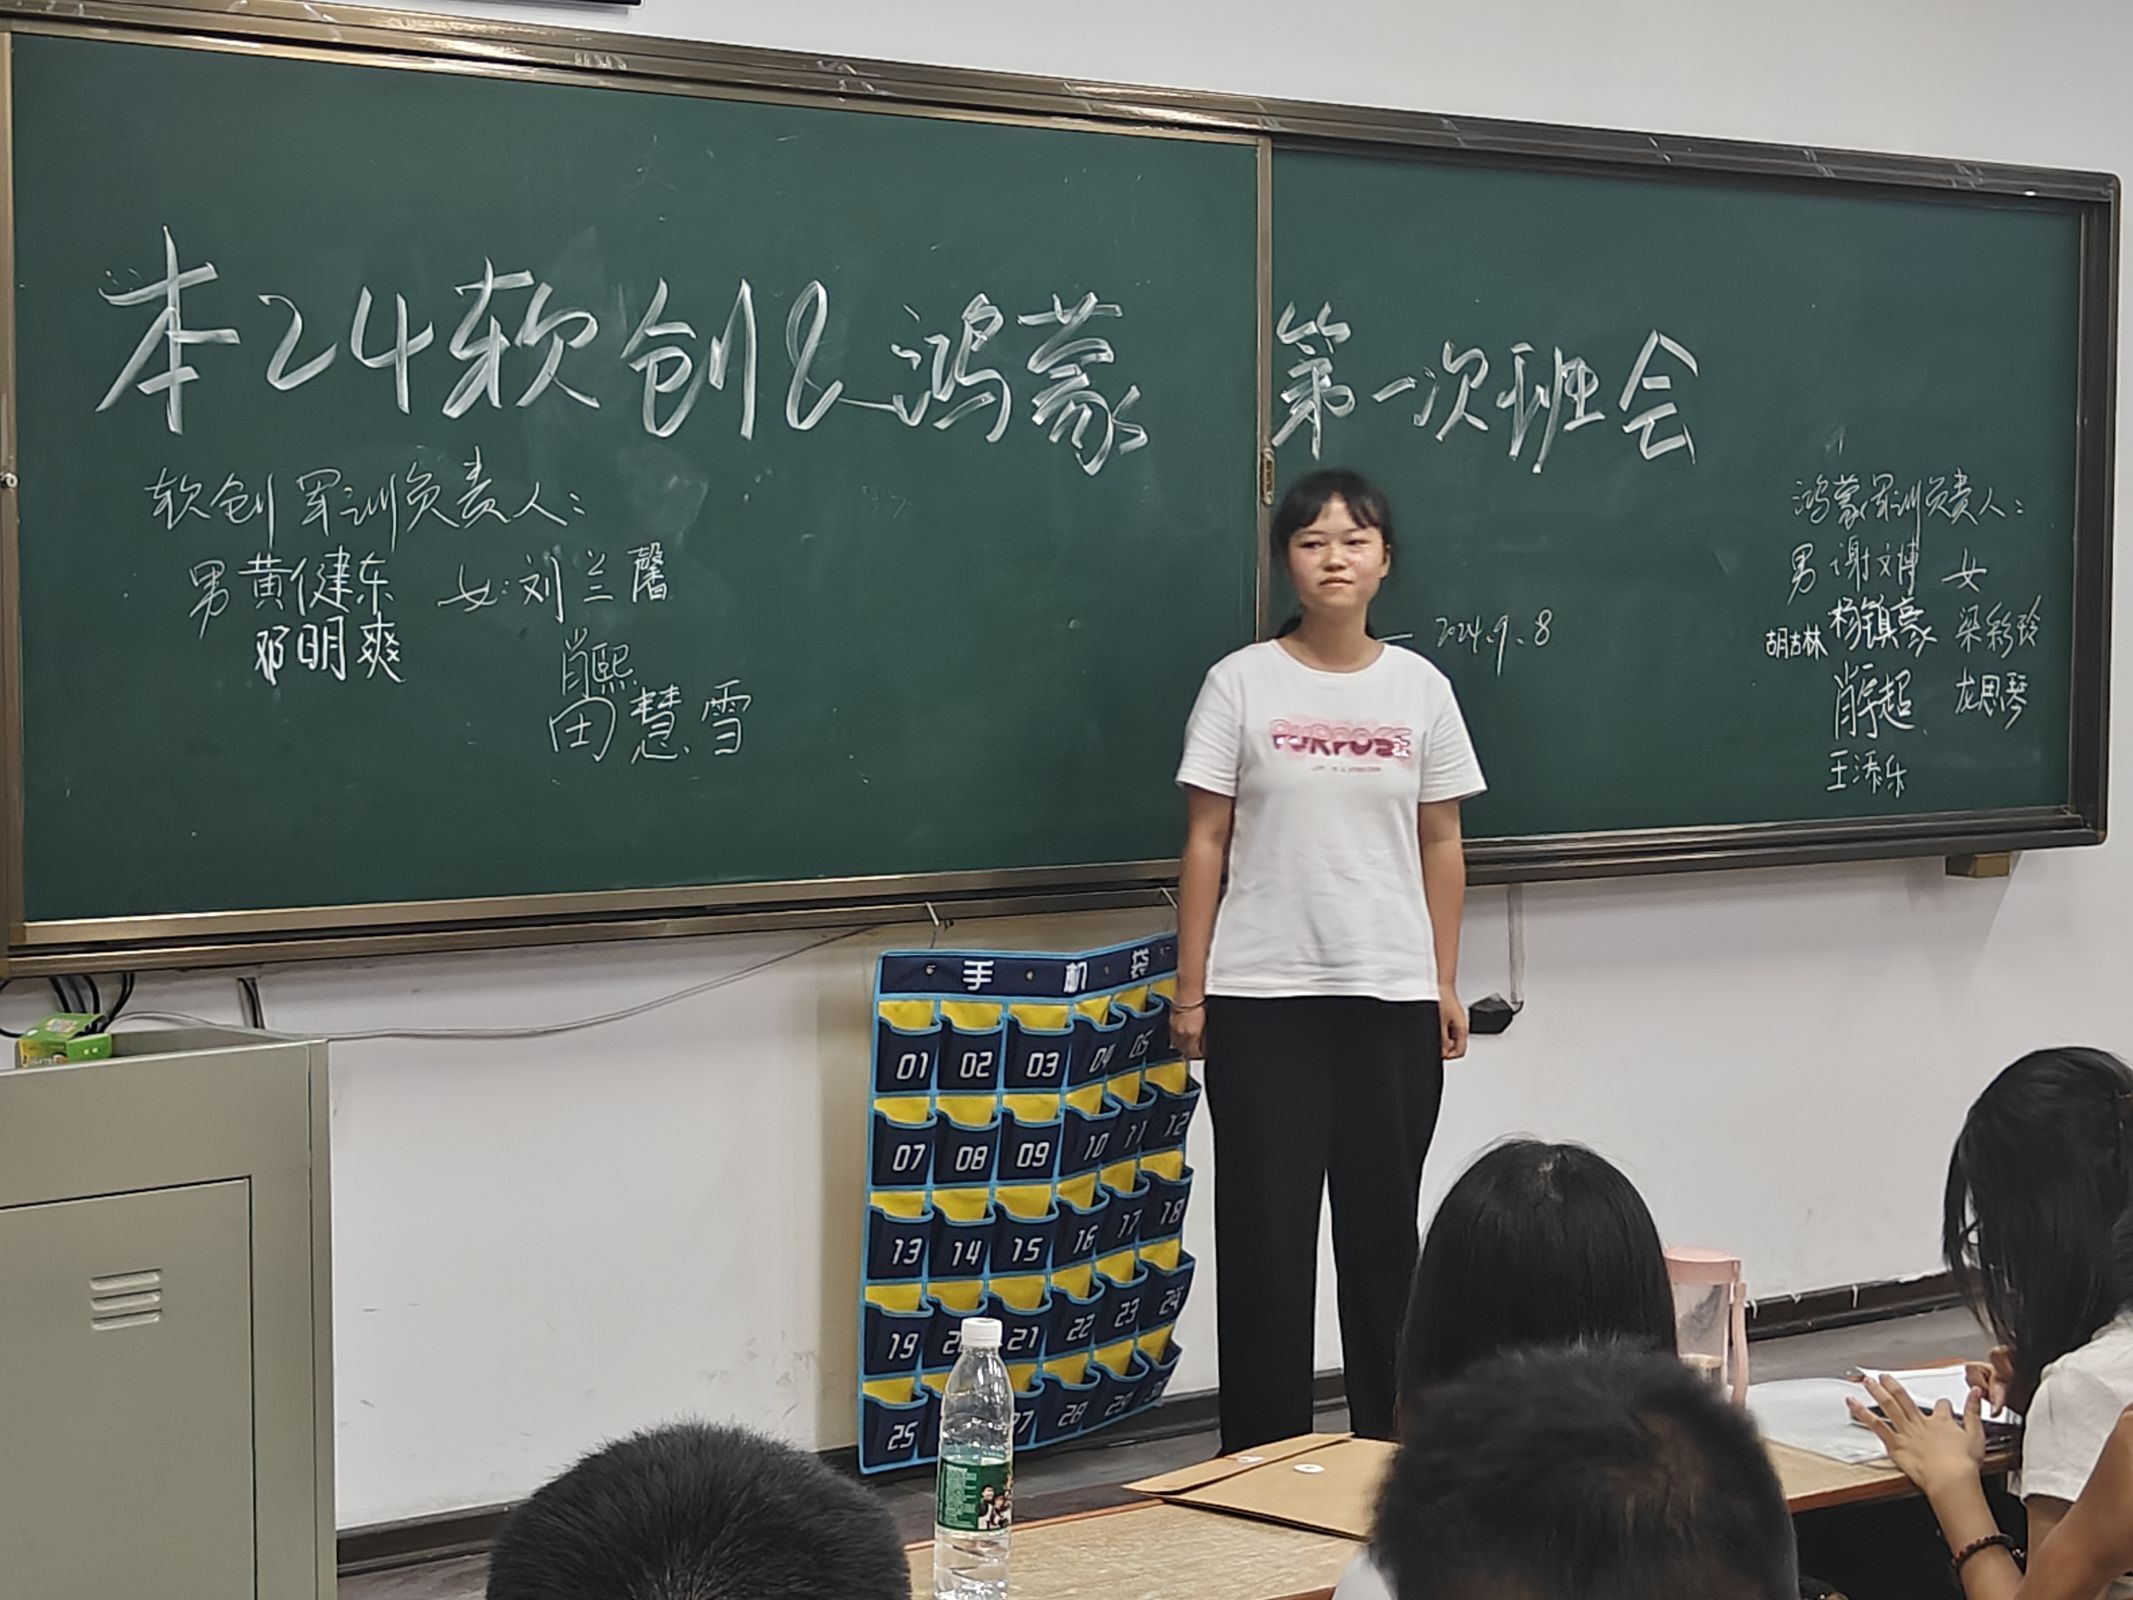 本24软创&鸿蒙 第一次班会
软创军训负责人:
男 黄健东 女:刘兰馨
邓明爽
肖熙
田慧雪
2024.9.8
鸿蒙军训负责人:
男 谢文博 女
胡古林 杨镇豪 梁彩玲
肖宇超 龙思琴
王添乐
PURPOSE
手机袋
01 02 03 04 05
07 08 09 10 11 12
13 14 15 16 17 18
19 21 22 23 24
25 27 28 29